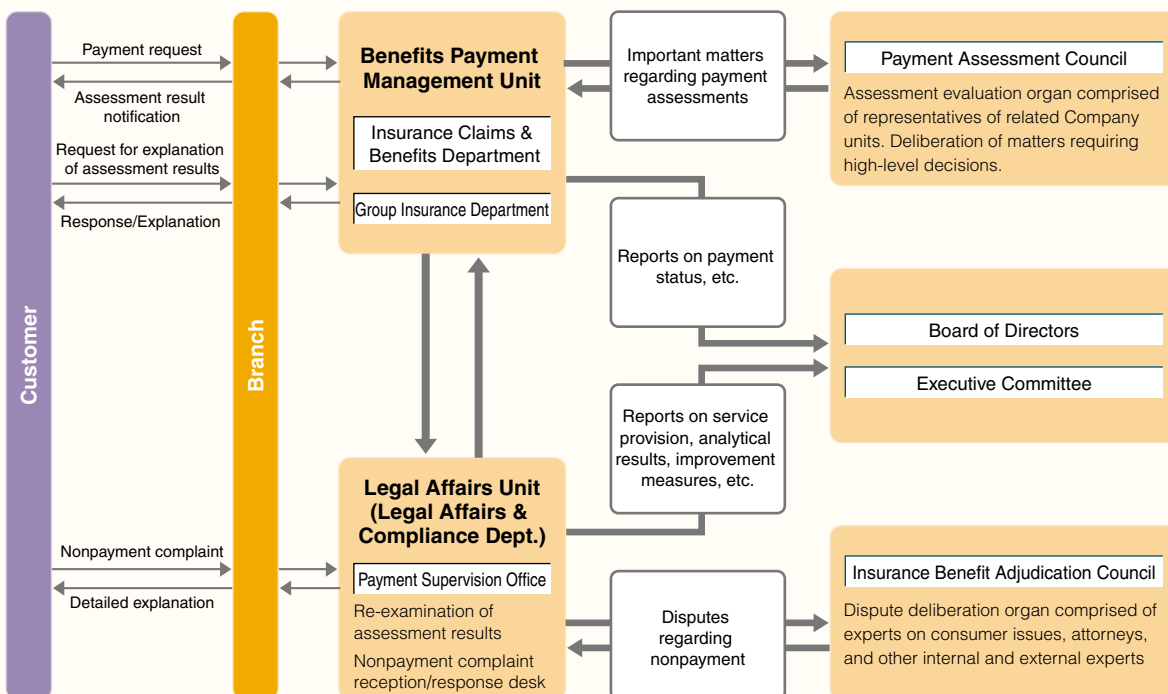 Customer
Payment request
Assessment result
notification
Request for explanation
of assessment results
Response/Explanation
Nonpayment complaint
Detailed explanation
Branch
Benefits Payment
Management Unit
Insurance Claims &
Benefits Department
Group Insurance Department
Legal Affairs Unit
(Legal Affairs &
Compliance Dept.)
Payment Supervision Office
Re-examination of
assessment results
Nonpayment complaint
reception/response desk
Important matters
regarding payment
assessments
Reports on payment
status, etc.
Reports on service
provision, analytical
results, improvement
measures, etc.
Disputes
regarding
nonpayment
Payment Assessment Council
Assessment evaluation organ comprised
of representatives of related Company
units. Deliberation of matters requiring
high-level decisions.
Board of Directors
Executive Committee
Insurance Benefit Adjudication Council
Dispute deliberation organ comprised of
experts on consumer issues, attorneys,
and other internal and external experts